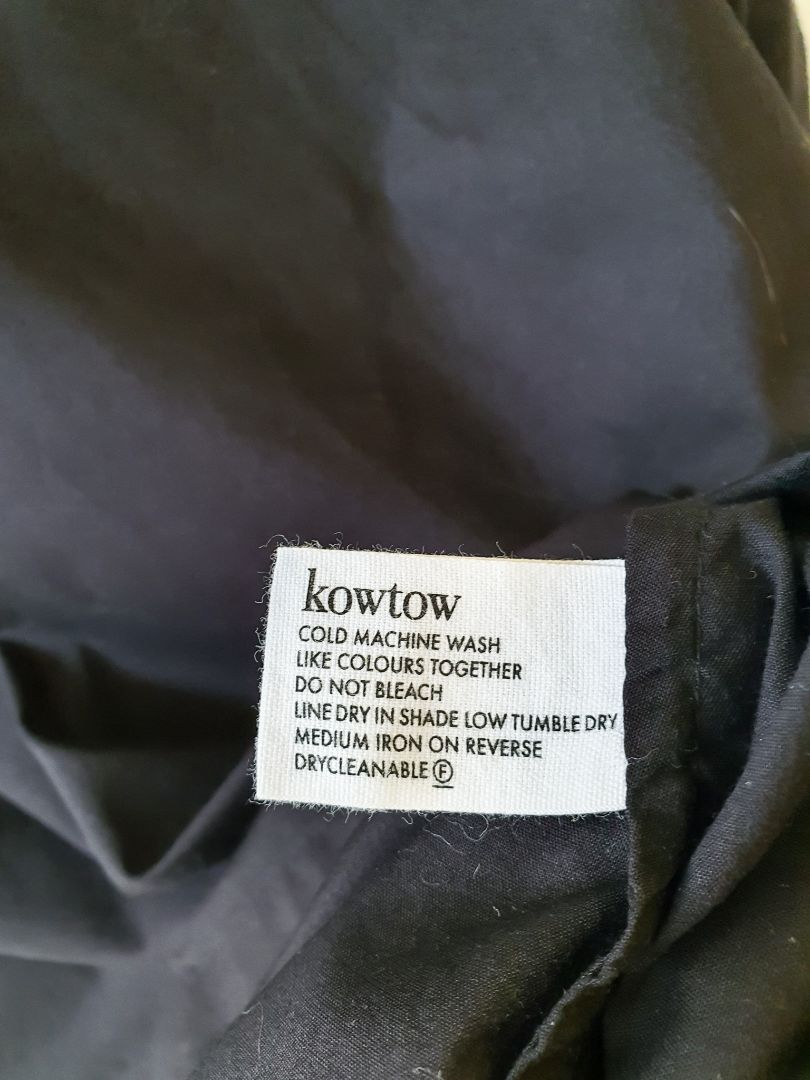 kowtow
COLD MACHINE WASH
LIKE COLOURS TOGETHER
DO NOT BLEACH
LINE DRY IN SHADE LOW TUMBLE DRY
MEDIUM IRON ON REVERSE
DRYCLEANABLE Ⓕ